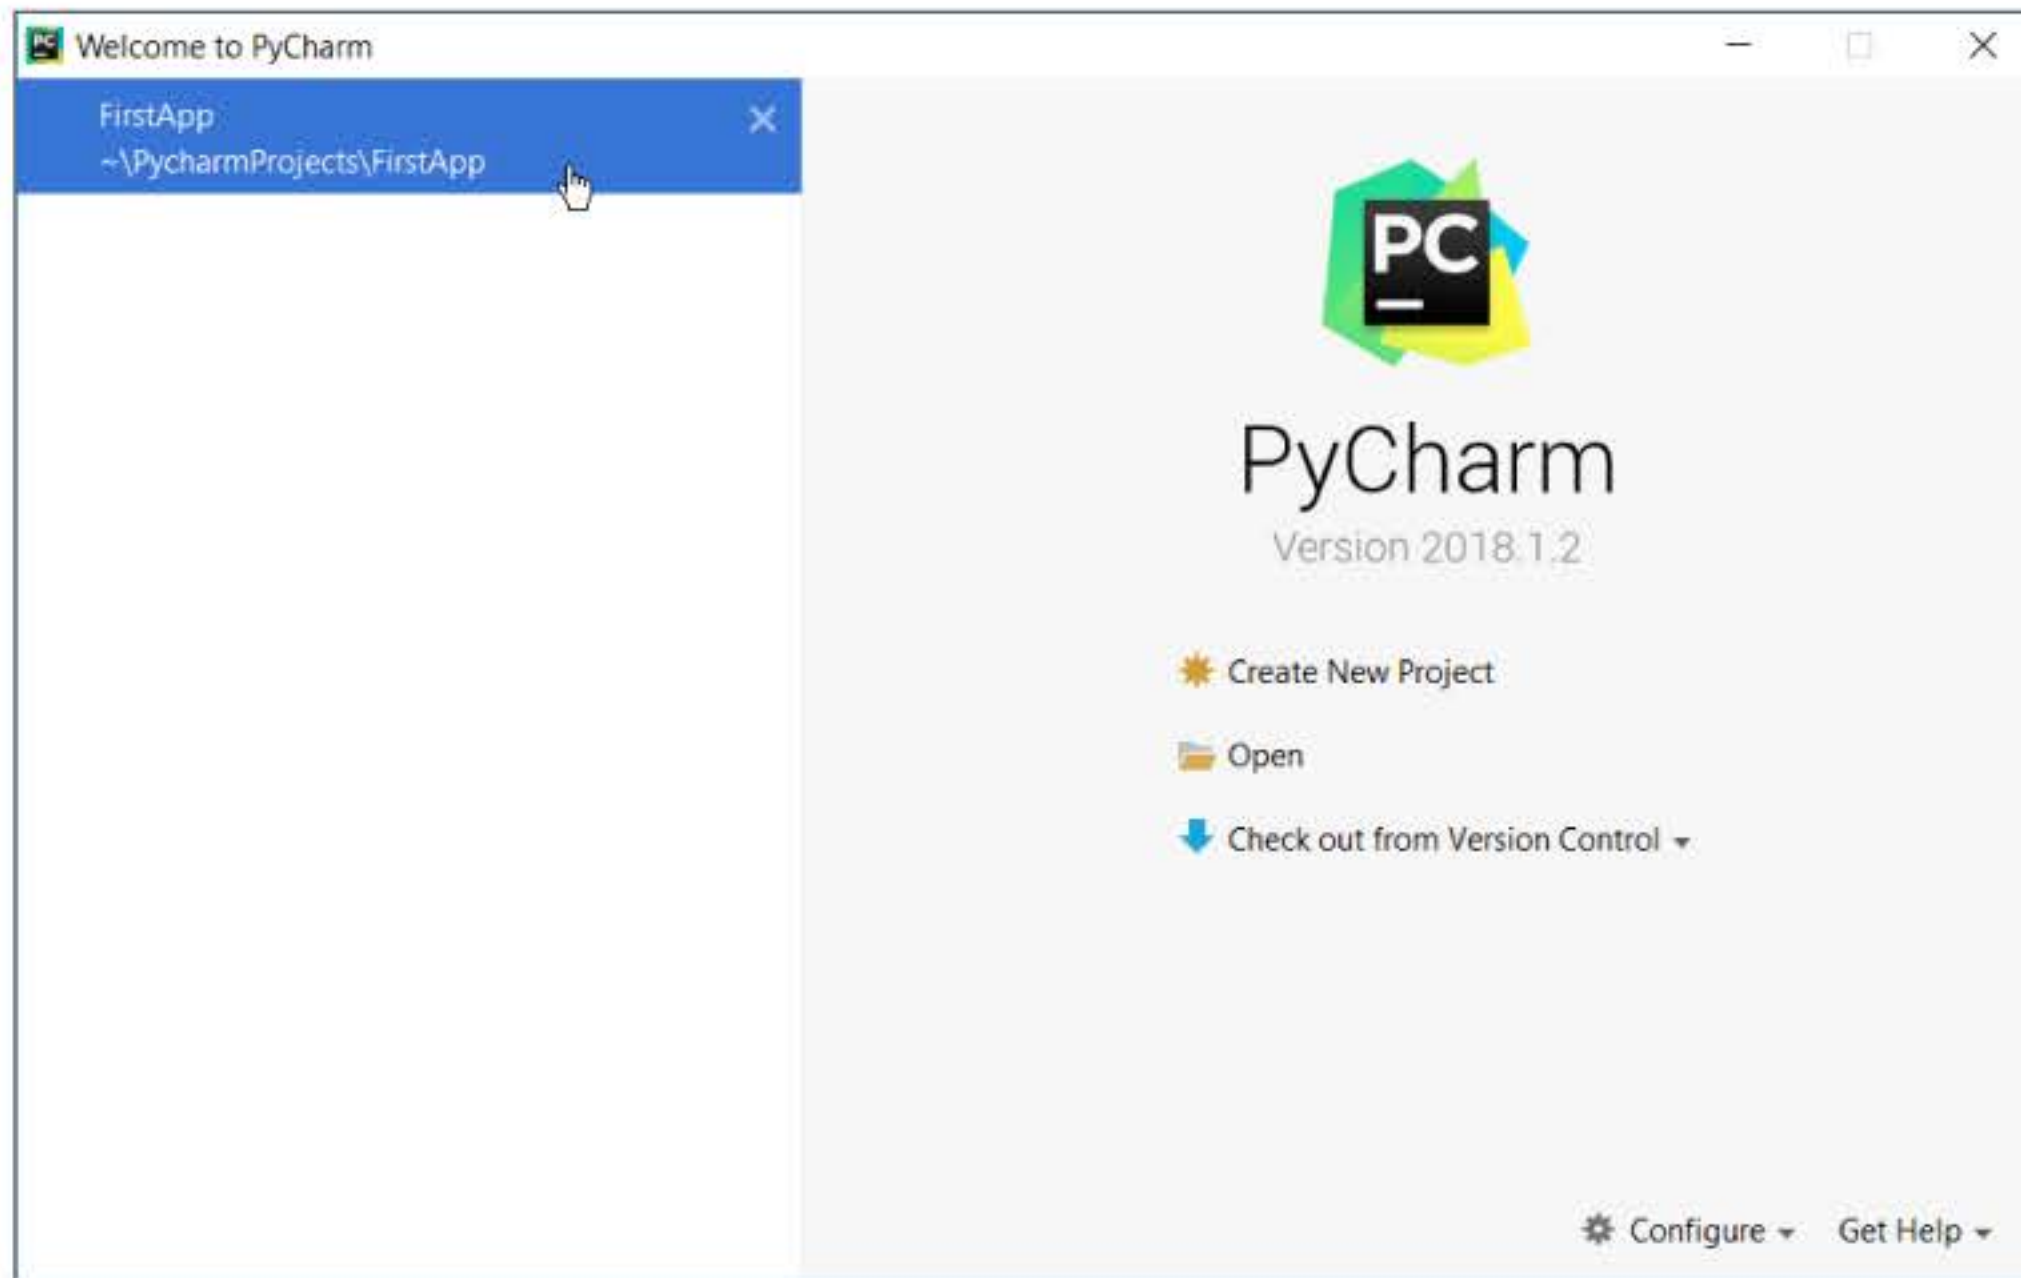 Welcome to PyCharm
FirstApp
~\PycharmProjects\FirstApp
PC
PyCharm
Version 2018.1.2
Create New Project
Open
Check out from Version Control
Configure
Get Help